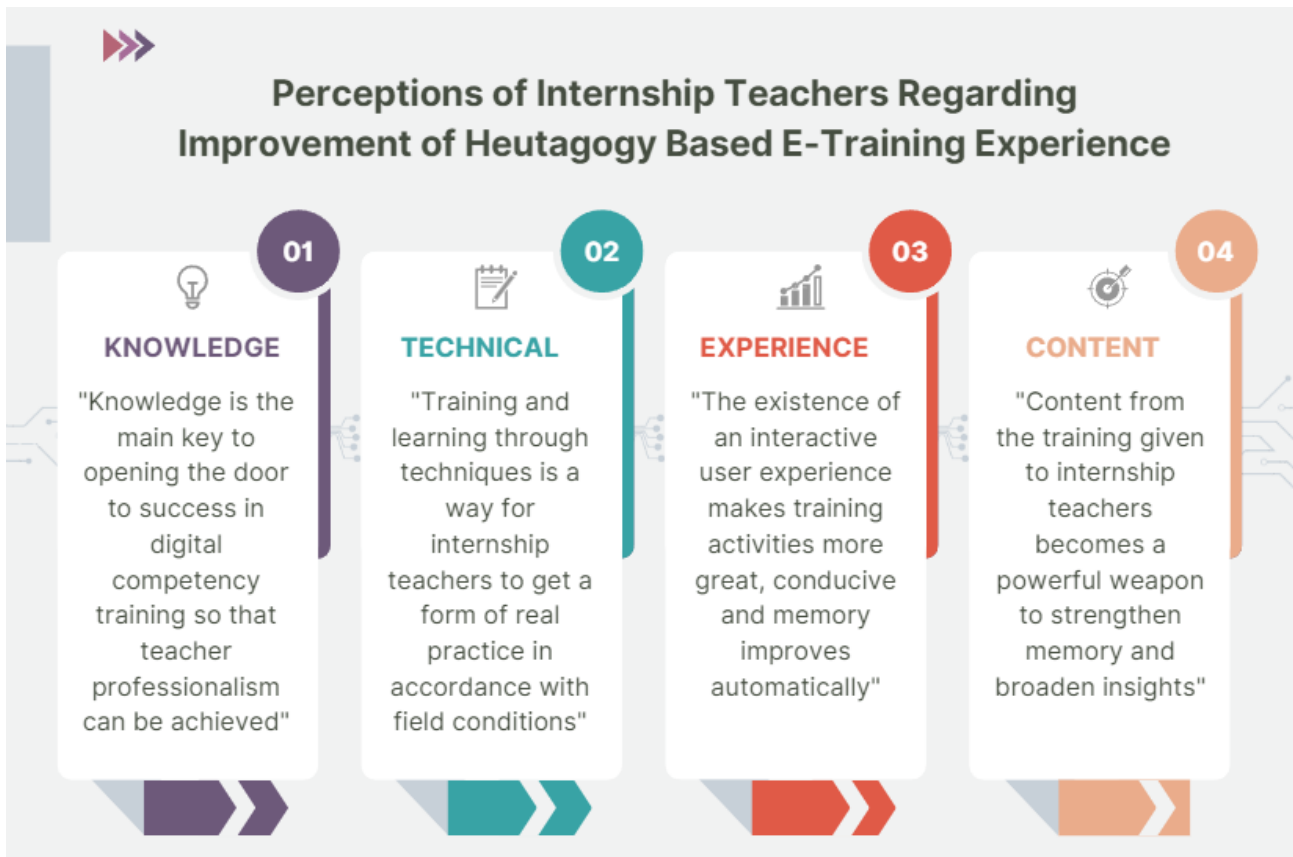 Perceptions of Internship Teachers Regarding
Improvement of Heutagogy Based E-Training Experience
01
KNOWLEDGE
"Knowledge is the
main key to
opening the door
to success in
digital
competency
training so that
teacher
professionalism
can be achieved"
02
TECHNICAL
"Training and
learning through
techniques is a
way for
internship
teachers to get a
form of real
practice in
accordance with
field conditions"
03
EXPERIENCE
"The existence of
an interactive
user experience
makes training
activities more
great, conducive
and memory
improves
automatically"
04
CONTENT
"Content from
the training given
to internship
teachers
becomes a
powerful weapon
to strengthen
memory and
broaden insights"